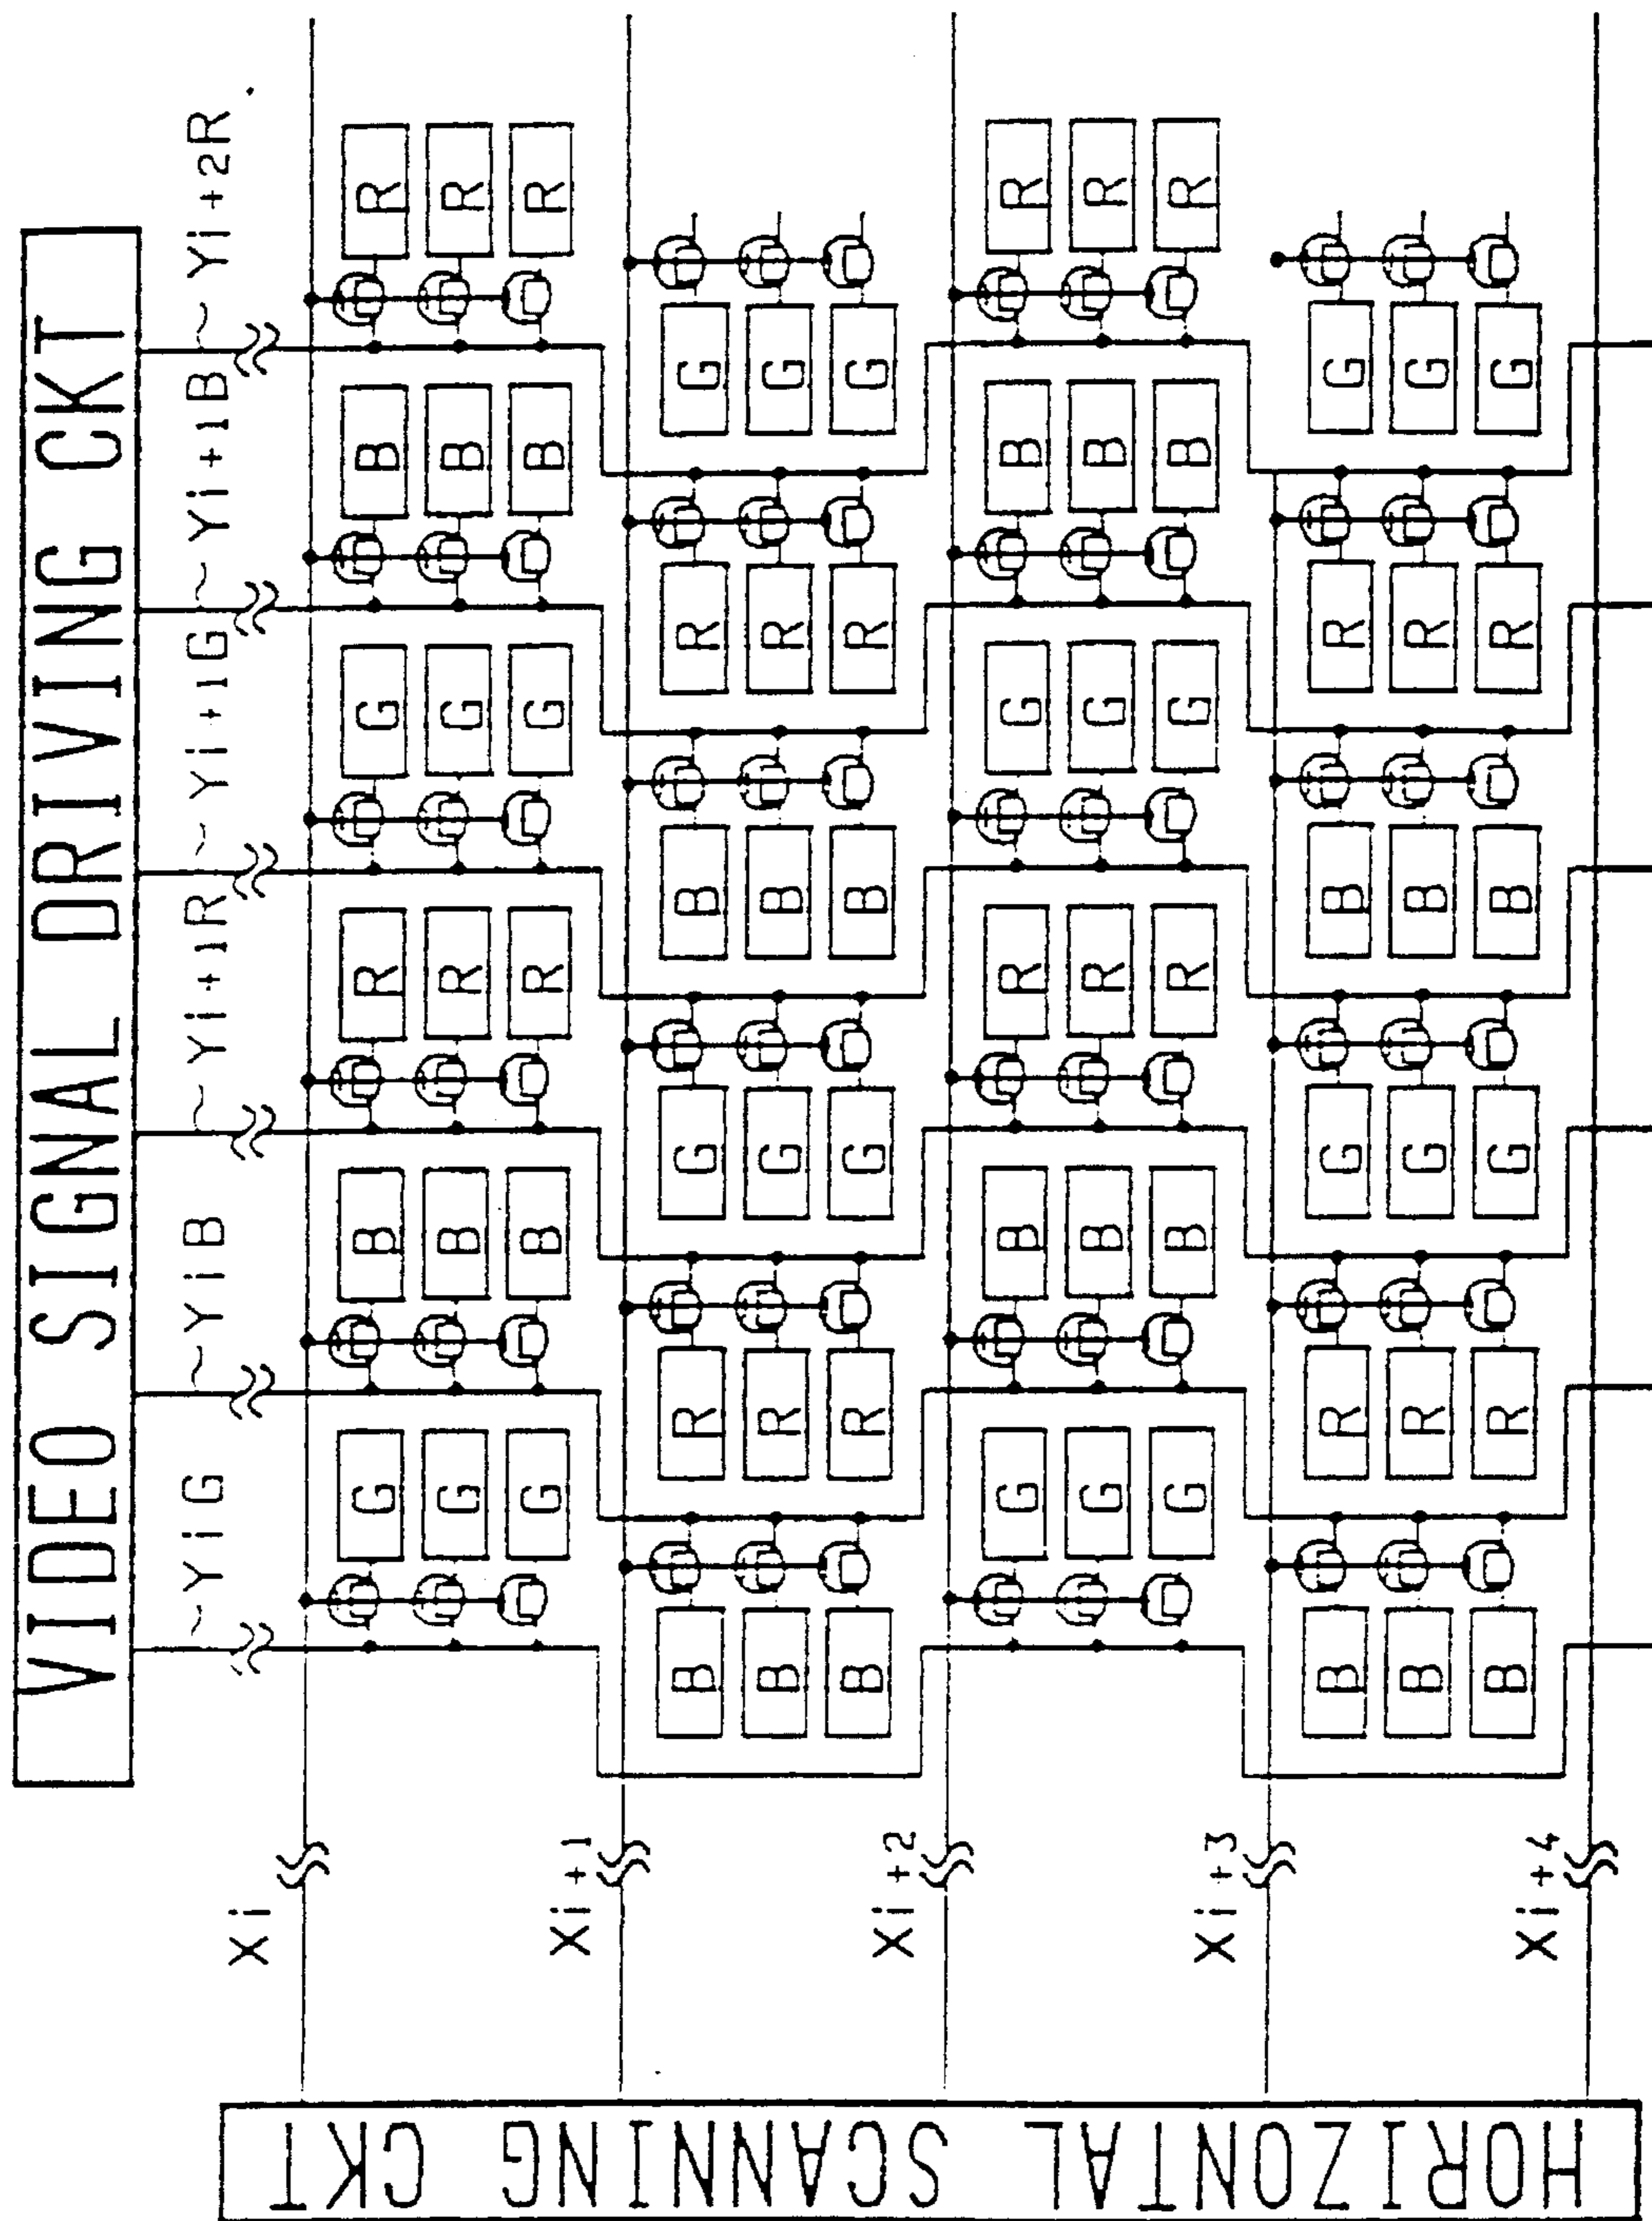 VIDEO SIGNAL DRIVING CKT
YiG YiB Yi+1R Yi+1G Yi+1B Yi+2R
HORIZONTAL SCANNING CKT
Xi
G B R G B R
G B R G B R
G B R G B R
Xi+1
B R G B R G
B R G B R G
B R G B R G
Xi+2
G B R G B R
G B R G B R
G B R G B R
Xi+3
B R G B R G
B R G B R G
B R G B R G
Xi+4